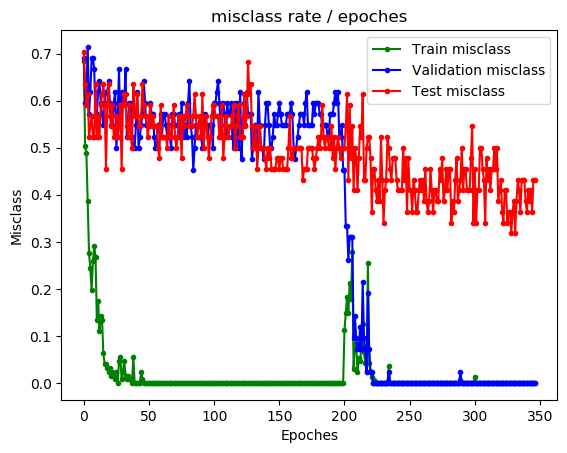 misclass rate / epoches
Train misclass
Validation misclass
Test misclass
Misclass
0.7
0.6
0.5
0.4
0.3
0.2
0.1
0.0
0 50 100 150 200 250 300 350
Epoches